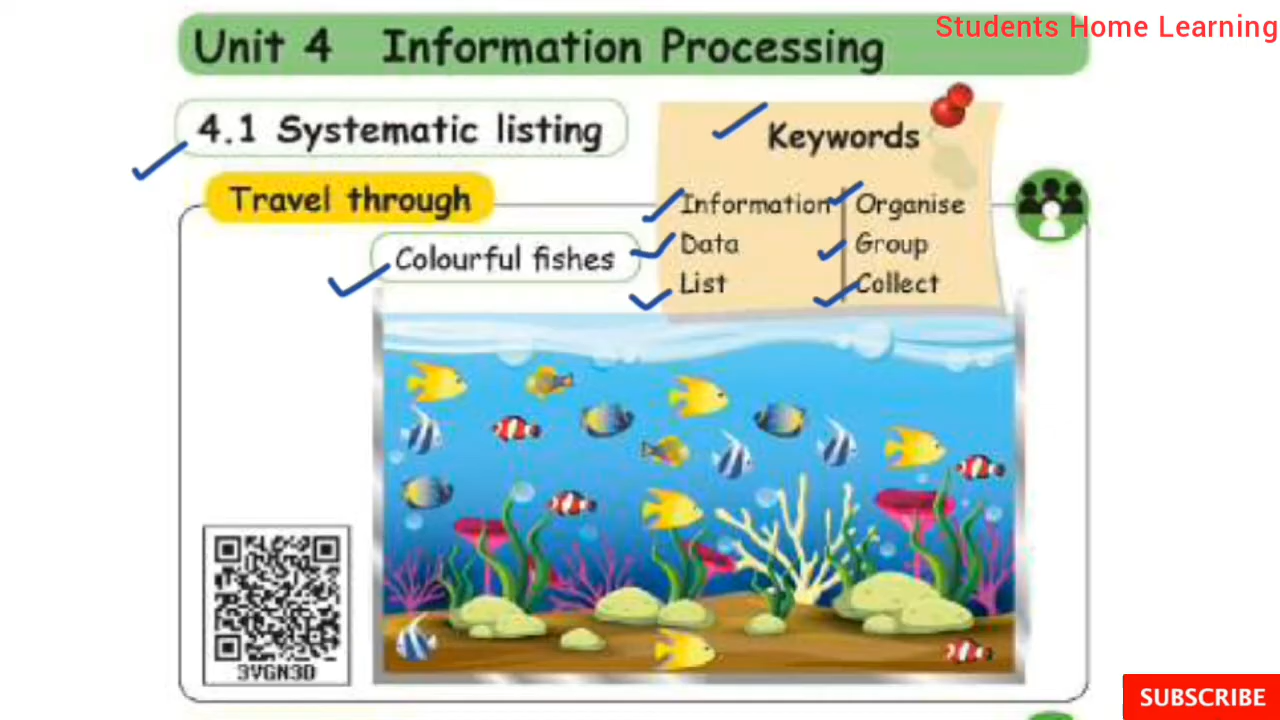 Students Home Learning
Unit 4 Information Processing
4.1 Systematic listing
Keywords
Travel through
Information
Organise
Data
Group
List
Collect
Colourful fishes
3VGN3D
SUBSCRIBE